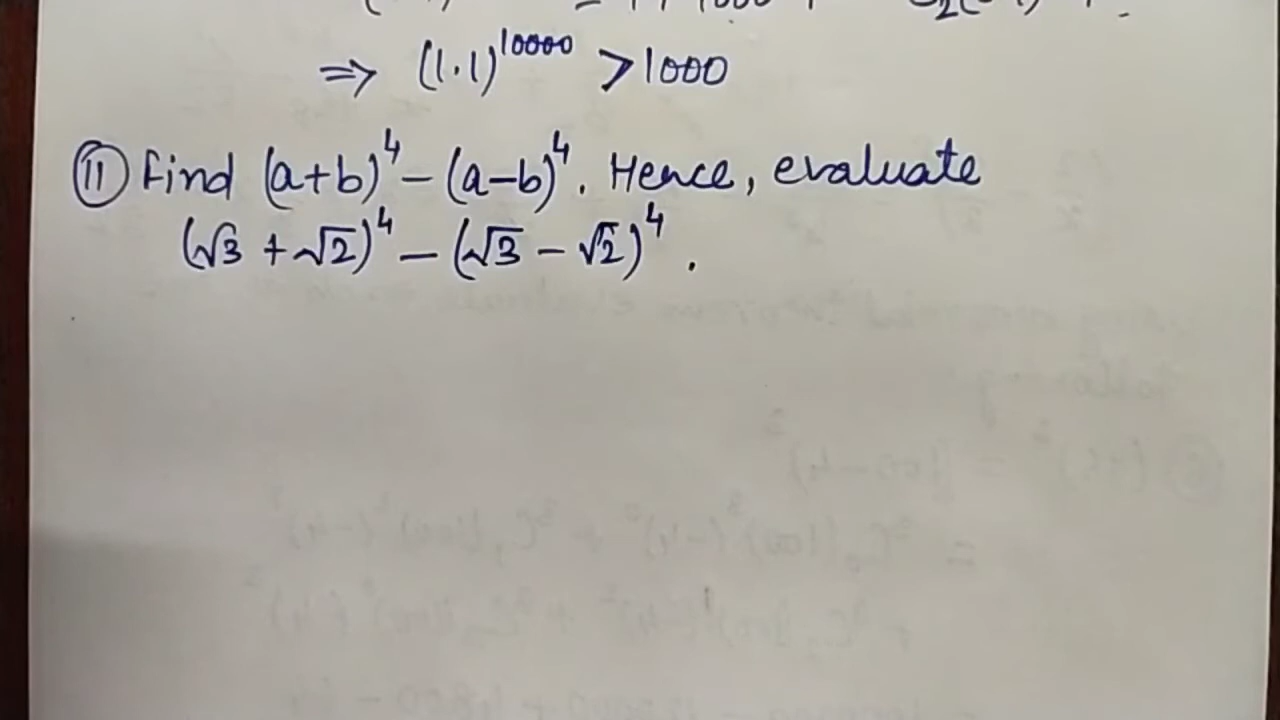 ⇒ (1.1)^10000 > 1000
(11) Find (a+b)^4 − (a−b)^4. Hence, evaluate
(√3 + √2)^4 − (√3 − √2)^4.